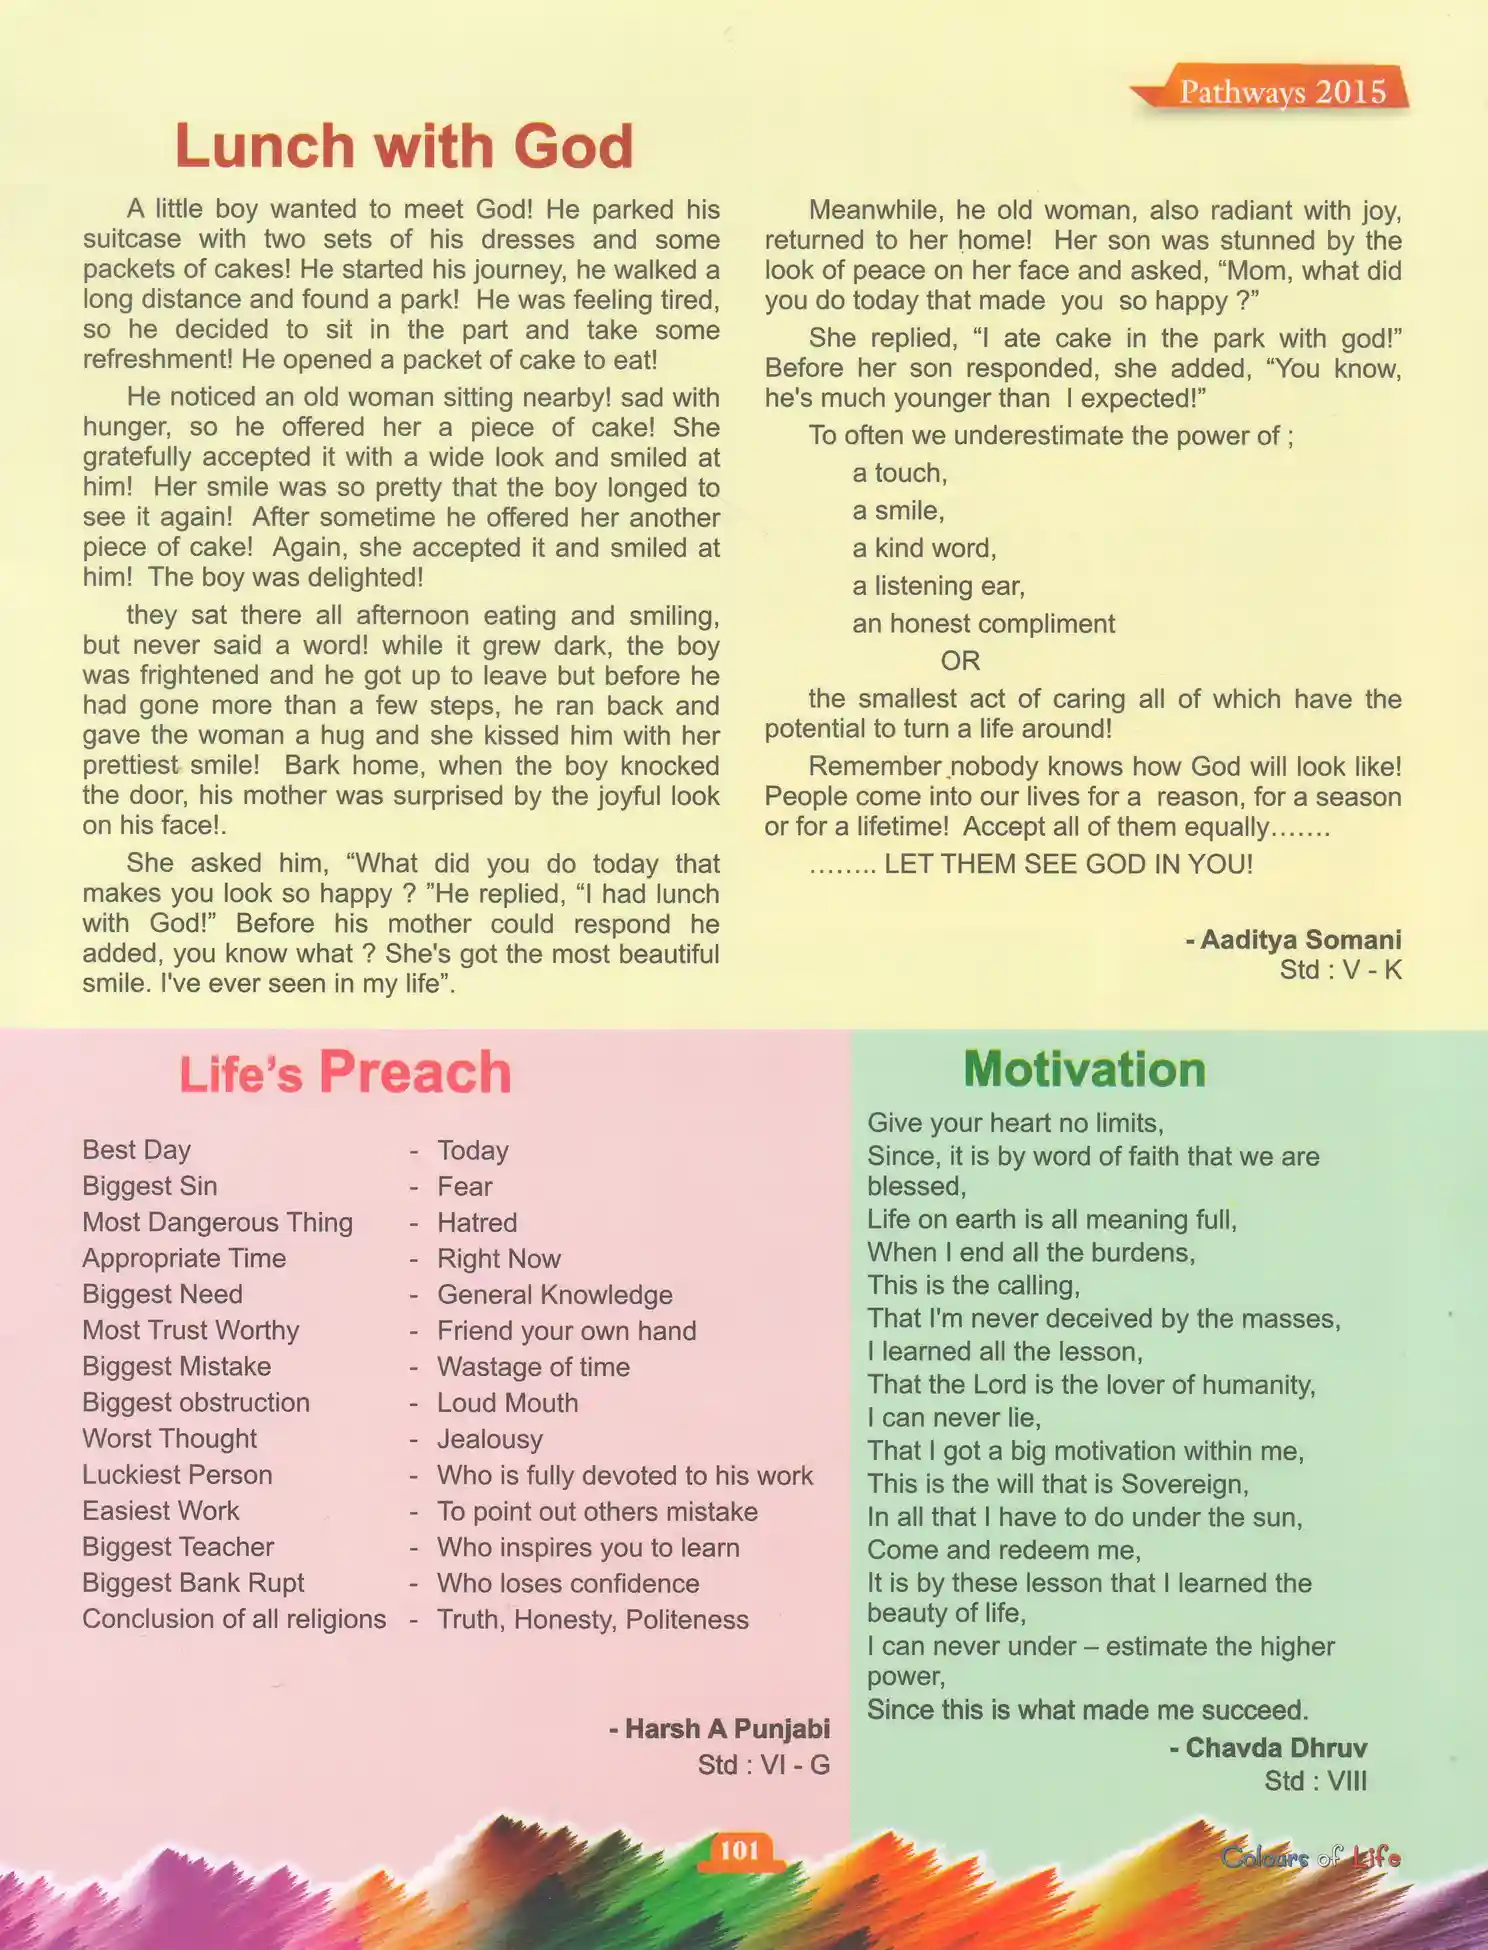 Pathways 2015
Lunch with God
A little boy wanted to meet God! He parked his
suitcase with two sets of his dresses and some
packets of cakes! He started his journey, he walked a
long distance and found a park! He was feeling tired,
so he decided to sit in the part and take some
refreshment! He opened a packet of cake to eat!
He noticed an old woman sitting nearby! sad with
hunger, so he offered her a piece of cake! She
gratefully accepted it with a wide look and smiled at
him! Her smile was so pretty that the boy longed to
see it again! After sometime he offered her another
piece of cake! Again, she accepted it and smiled at
him! The boy was delighted!
they sat there all afternoon eating and smiling,
but never said a word! while it grew dark, the boy
was frightened and he got up to leave but before he
had gone more than a few steps, he ran back and
gave the woman a hug and she kissed him with her
prettiest smile! Bark home, when the boy knocked
the door, his mother was surprised by the joyful look
on his face!.
She asked him, “What did you do today that
makes you look so happy ? ”He replied, “I had lunch
with God!” Before his mother could respond he
added, you know what ? She's got the most beautiful
smile. I've ever seen in my life”.
Meanwhile, he old woman, also radiant with joy,
returned to her home! Her son was stunned by the
look of peace on her face and asked, “Mom, what did
you do today that made you so happy ?”
She replied, “I ate cake in the park with god!”
Before her son responded, she added, “You know,
he's much younger than I expected!”
To often we underestimate the power of ;
a touch,
a smile,
a kind word,
a listening ear,
an honest compliment
OR
the smallest act of caring all of which have the
potential to turn a life around!
Remember nobody knows how God will look like!
People come into our lives for a reason, for a season
or for a lifetime! Accept all of them equally.......
........ LET THEM SEE GOD IN YOU!
- Aaditya Somani
Std : V - K
Life's Preach
Best Day - Today
Biggest Sin - Fear
Most Dangerous Thing - Hatred
Appropriate Time - Right Now
Biggest Need - General Knowledge
Most Trust Worthy - Friend your own hand
Biggest Mistake - Wastage of time
Biggest obstruction - Loud Mouth
Worst Thought - Jealousy
Luckiest Person - Who is fully devoted to his work
Easiest Work - To point out others mistake
Biggest Teacher - Who inspires you to learn
Biggest Bank Rupt - Who loses confidence
Conclusion of all religions - Truth, Honesty, Politeness
- Harsh A Punjabi
Std : VI - G
Motivation
Give your heart no limits,
Since, it is by word of faith that we are
blessed,
Life on earth is all meaning full,
When I end all the burdens,
This is the calling,
That I'm never deceived by the masses,
I learned all the lesson,
That the Lord is the lover of humanity,
I can never lie,
That I got a big motivation within me,
This is the will that is Sovereign,
In all that I have to do under the sun,
Come and redeem me,
It is by these lesson that I learned the
beauty of life,
I can never under – estimate the higher
power,
Since this is what made me succeed.
- Chavda Dhruv
Std : VIII
101
Colours of Life